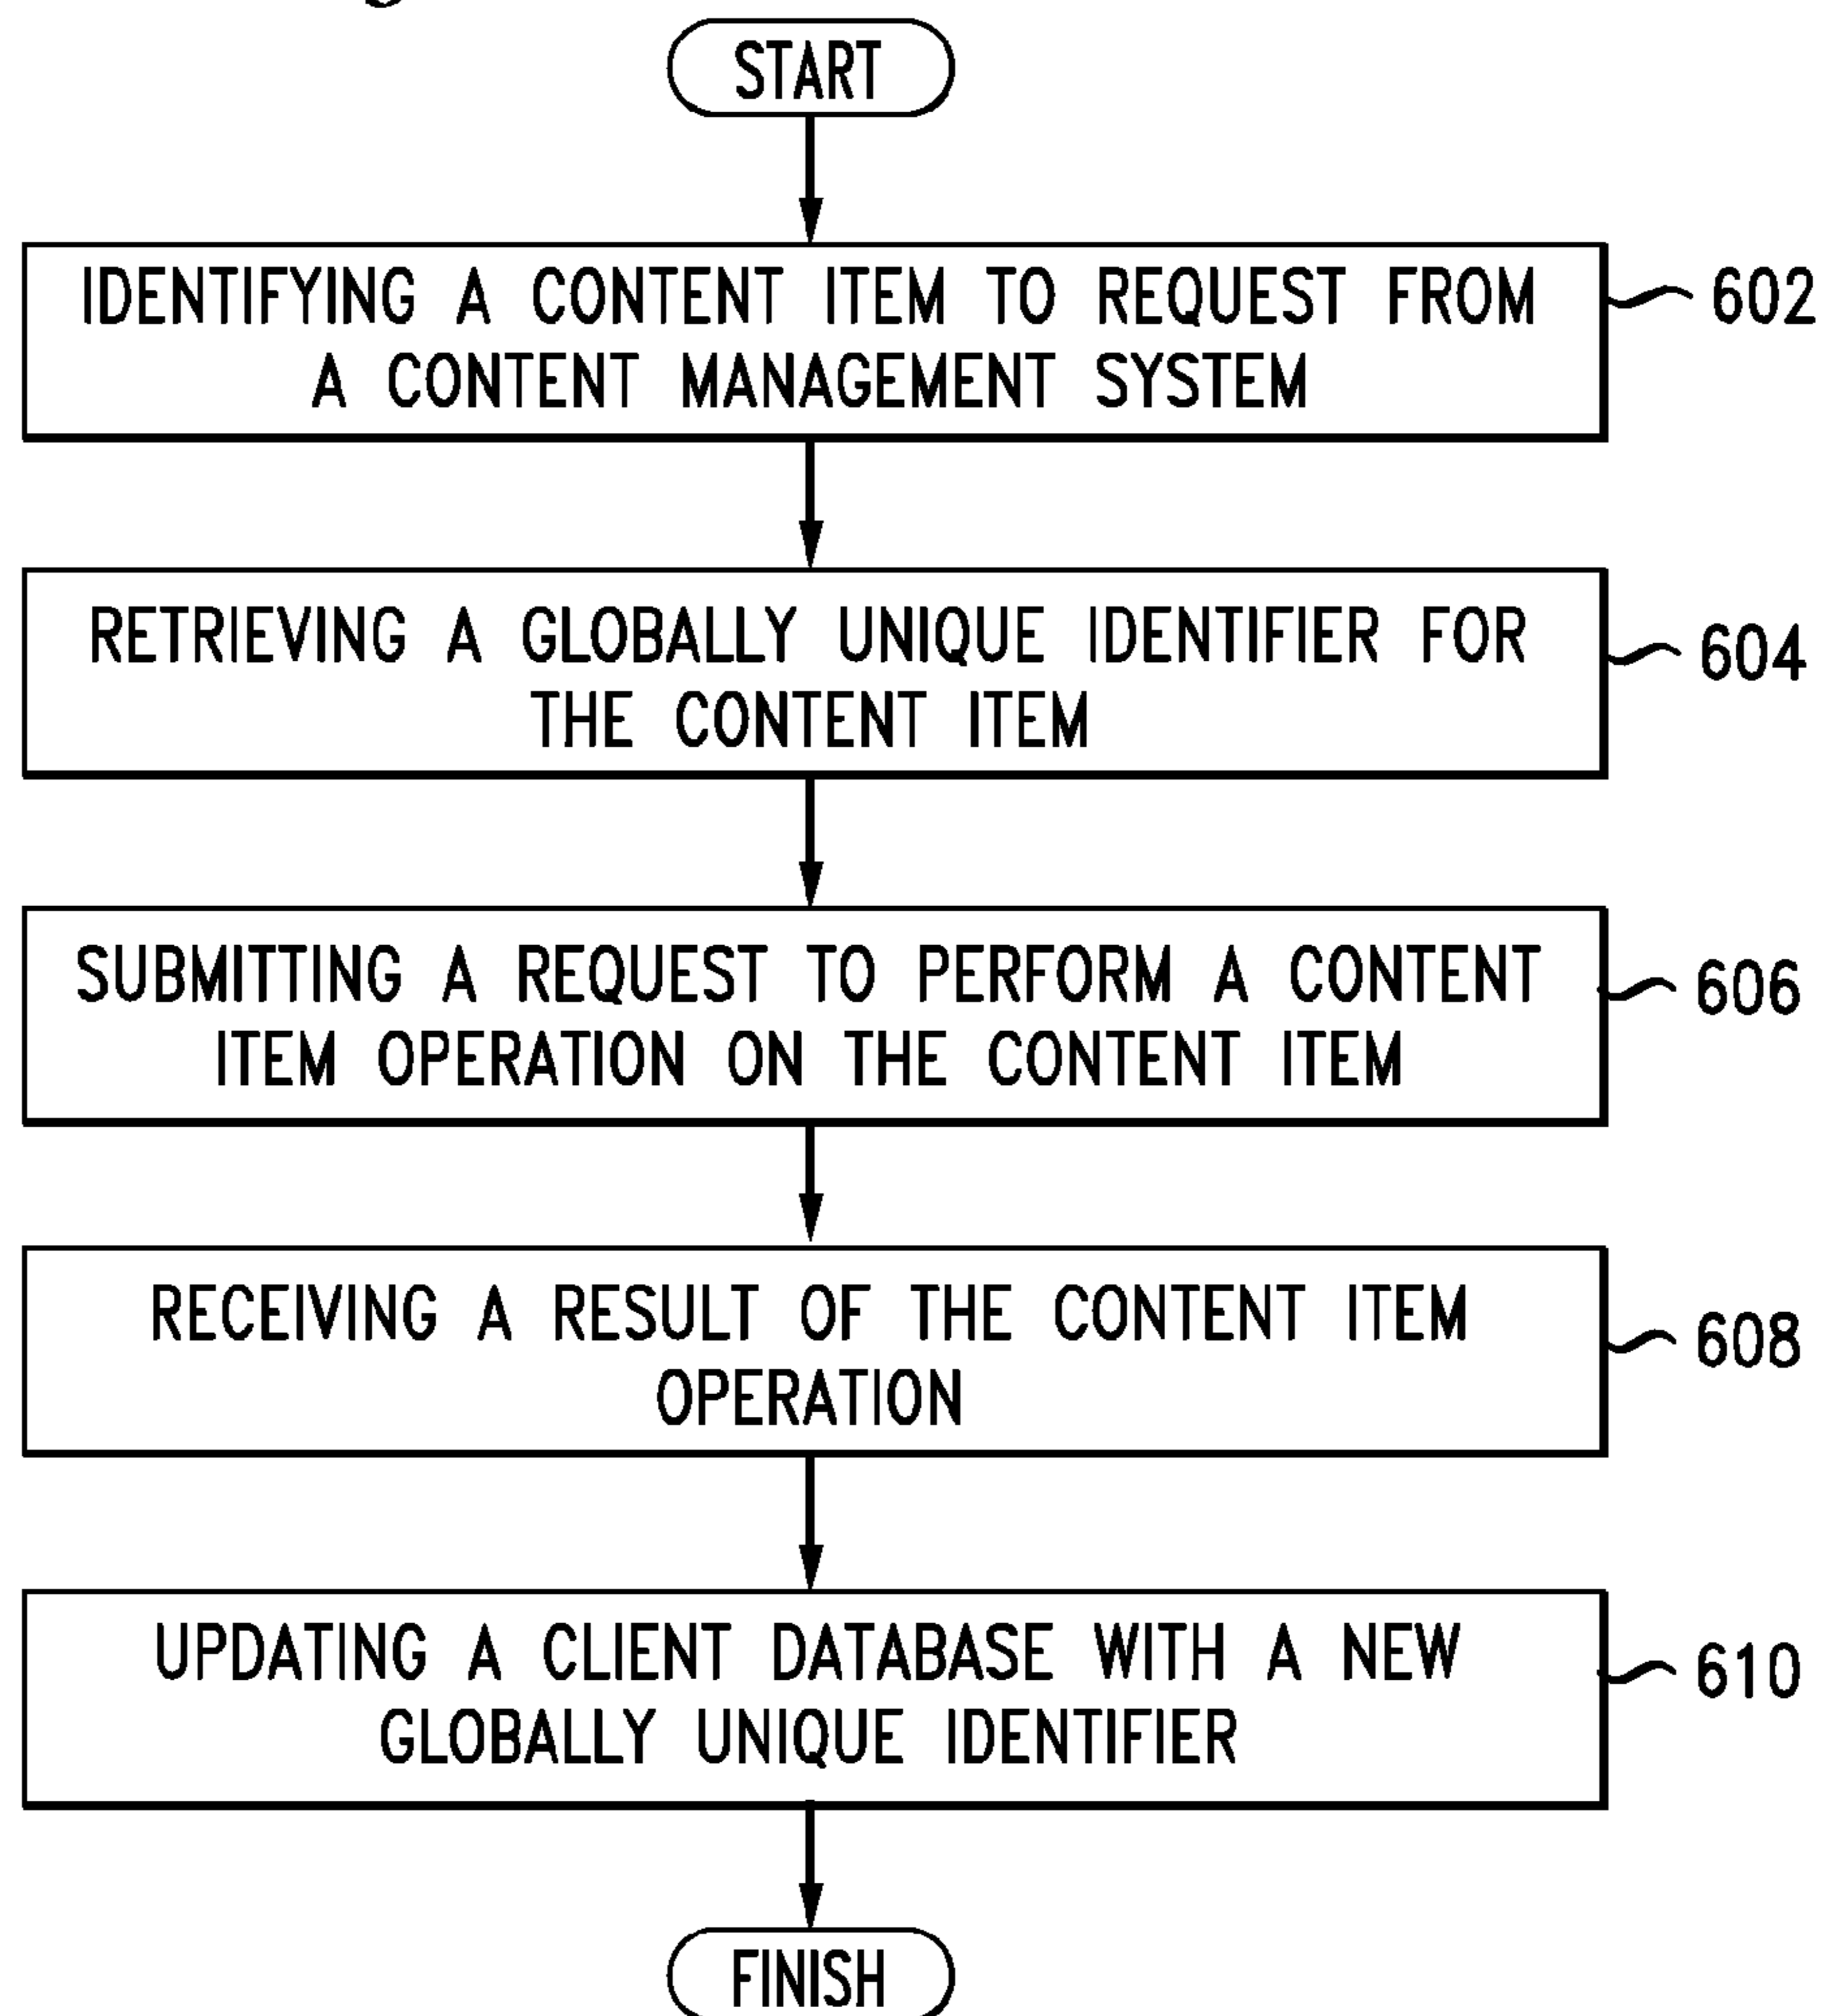 START
IDENTIFYING A CONTENT ITEM TO REQUEST FROM
A CONTENT MANAGEMENT SYSTEM
602
RETRIEVING A GLOBALLY UNIQUE IDENTIFIER FOR
THE CONTENT ITEM
604
SUBMITTING A REQUEST TO PERFORM A CONTENT
ITEM OPERATION ON THE CONTENT ITEM
606
RECEIVING A RESULT OF THE CONTENT ITEM
OPERATION
608
UPDATING A CLIENT DATABASE WITH A NEW
GLOBALLY UNIQUE IDENTIFIER
610
FINISH